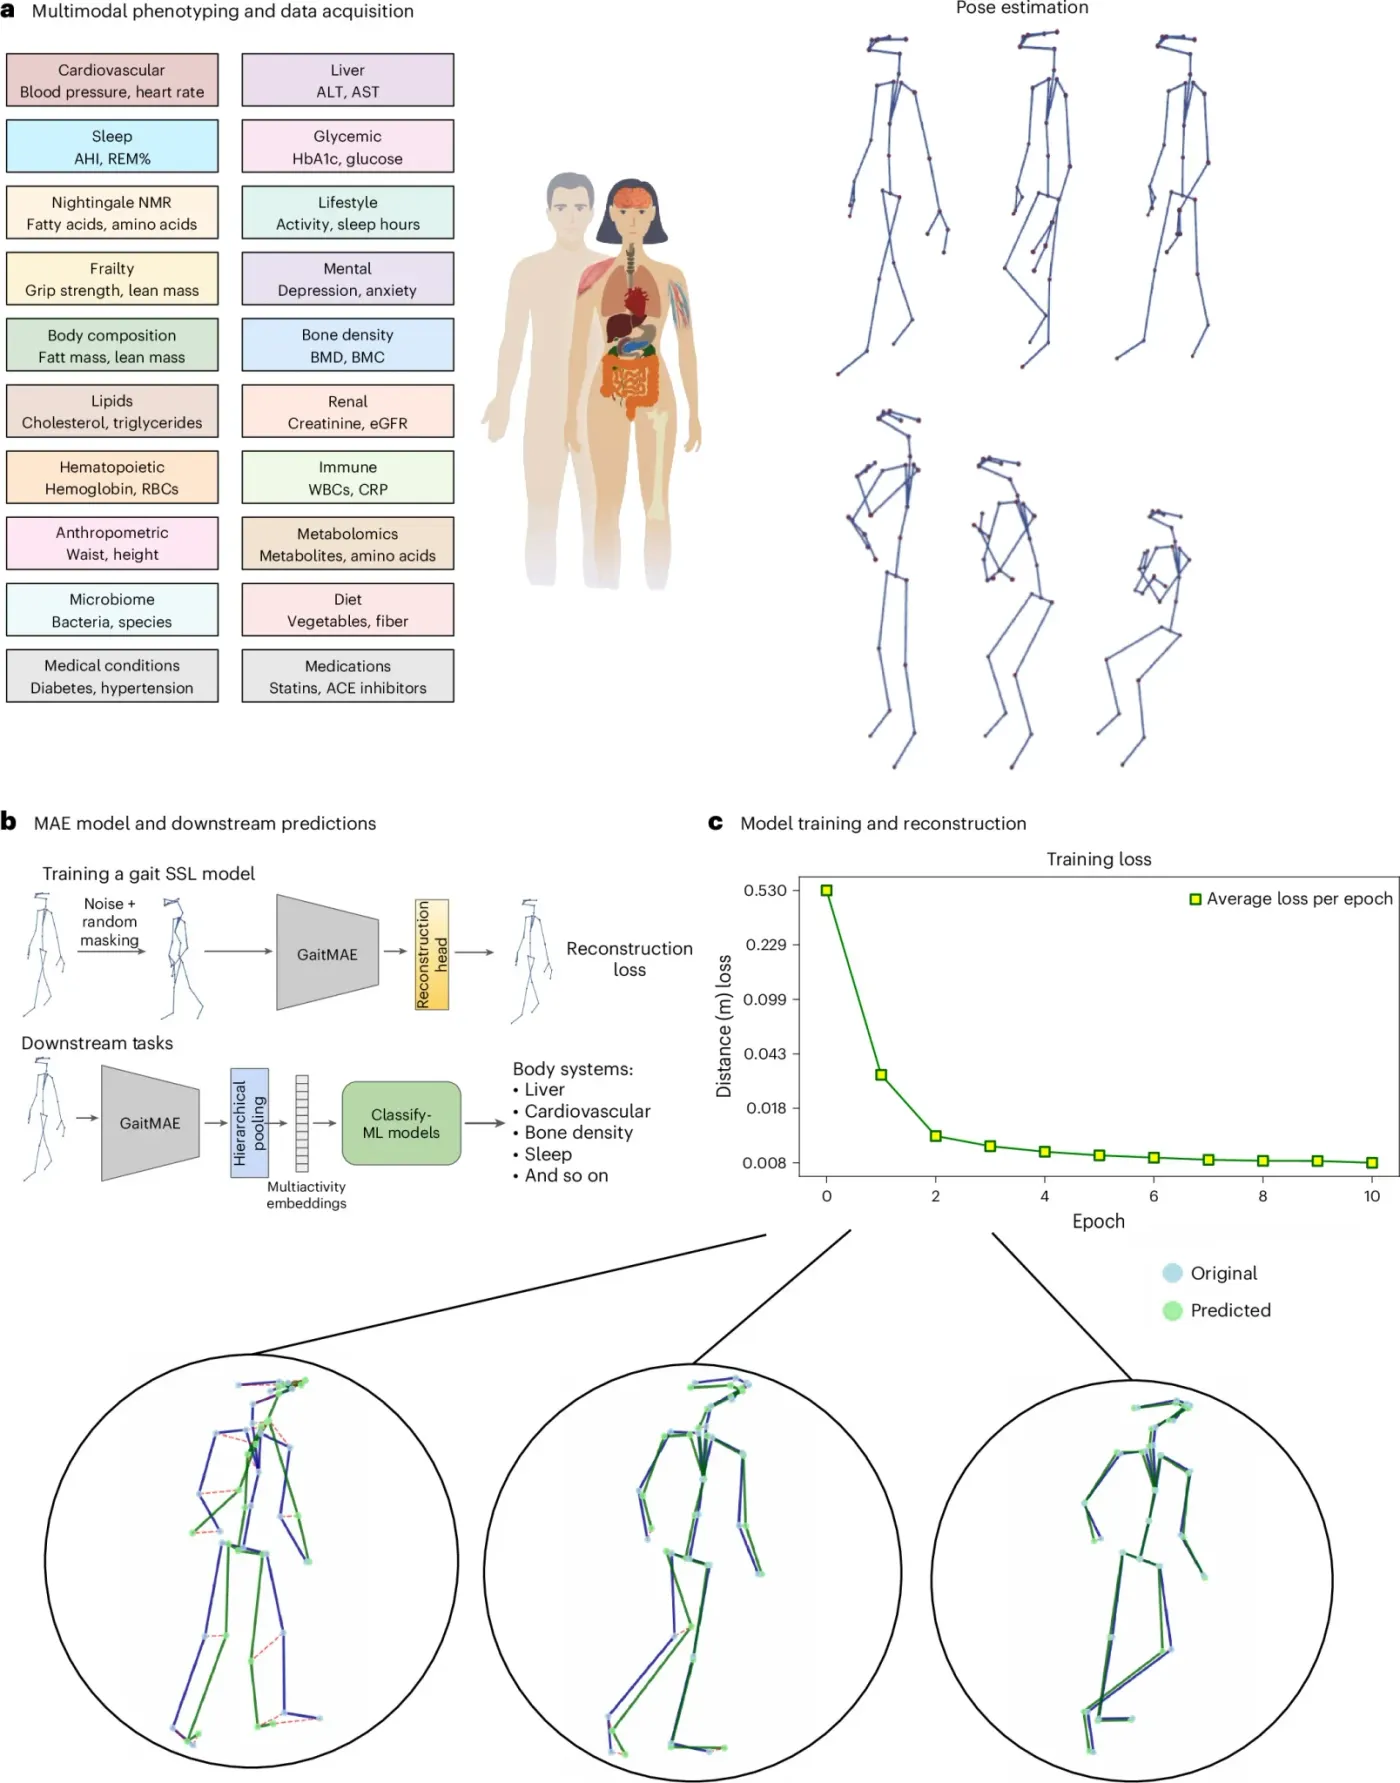 a Multimodal phenotyping and data acquisition
Cardiovascular
Blood pressure, heart rate
Liver
ALT, AST
Sleep
AHI, REM%
Glycemic
HbA1c, glucose
Nightingale NMR
Fatty acids, amino acids
Lifestyle
Activity, sleep hours
Frailty
Grip strength, lean mass
Mental
Depression, anxiety
Body composition
Fatt mass, lean mass
Bone density
BMD, BMC
Lipids
Cholesterol, triglycerides
Renal
Creatinine, eGFR
Hematopoietic
Hemoglobin, RBCs
Immune
WBCs, CRP
Anthropometric
Waist, height
Metabolomics
Metabolites, amino acids
Microbiome
Bacteria, species
Diet
Vegetables, fiber
Medical conditions
Diabetes, hypertension
Medications
Statins, ACE inhibitors
Pose estimation
b MAE model and downstream predictions
Training a gait SSL model
Noise +
random
masking
GaitMAE
Reconstruction
head
Reconstruction
loss
Downstream tasks
GaitMAE
Hierarchical
pooling
Multiactivity
embeddings
Classify-
ML models
Body systems:
• Liver
• Cardiovascular
• Bone density
• Sleep
• And so on
c Model training and reconstruction
Training loss
Average loss per epoch
Distance (m) loss
0.530
0.229
0.099
0.043
0.018
0.008
0 2 4 6 8 10
Epoch
Original
Predicted